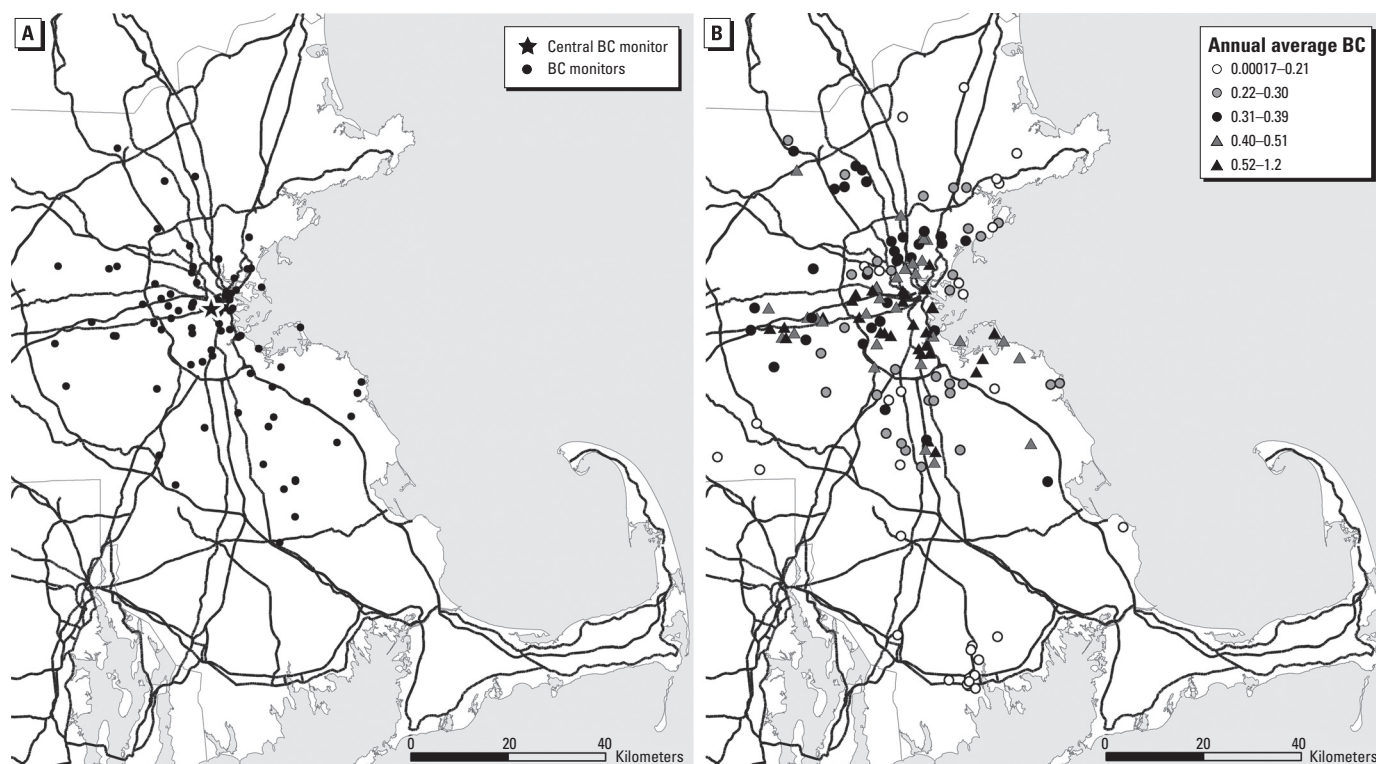 A
Central BC monitor
BC monitors
0 20 40
Kilometers
B
Annual average BC
0.00017–0.21
0.22–0.30
0.31–0.39
0.40–0.51
0.52–1.2
0 20 40
Kilometers